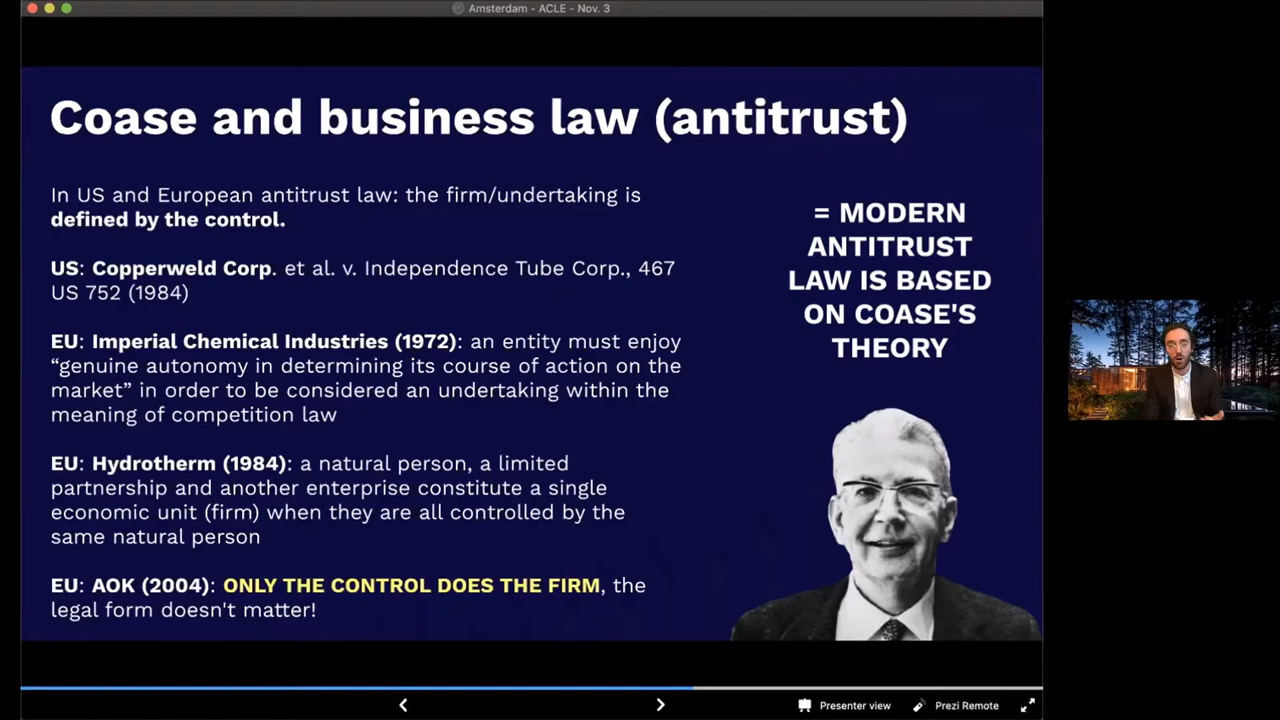 Amsterdam - ACLE - Nov. 3
Coase and business law (antitrust)
In US and European antitrust law: the firm/undertaking is
defined by the control.
US: Copperweld Corp. et al. v. Independence Tube Corp., 467
US 752 (1984)
EU: Imperial Chemical Industries (1972): an entity must enjoy
“genuine autonomy in determining its course of action on the
market” in order to be considered an undertaking within the
meaning of competition law
EU: Hydrotherm (1984): a natural person, a limited
partnership and another enterprise constitute a single
economic unit (firm) when they are all controlled by the
same natural person
EU: AOK (2004): ONLY THE CONTROL DOES THE FIRM, the
legal form doesn't matter!
= MODERN
ANTITRUST
LAW IS BASED
ON COASE'S
THEORY
Presenter view
Prezi Remote